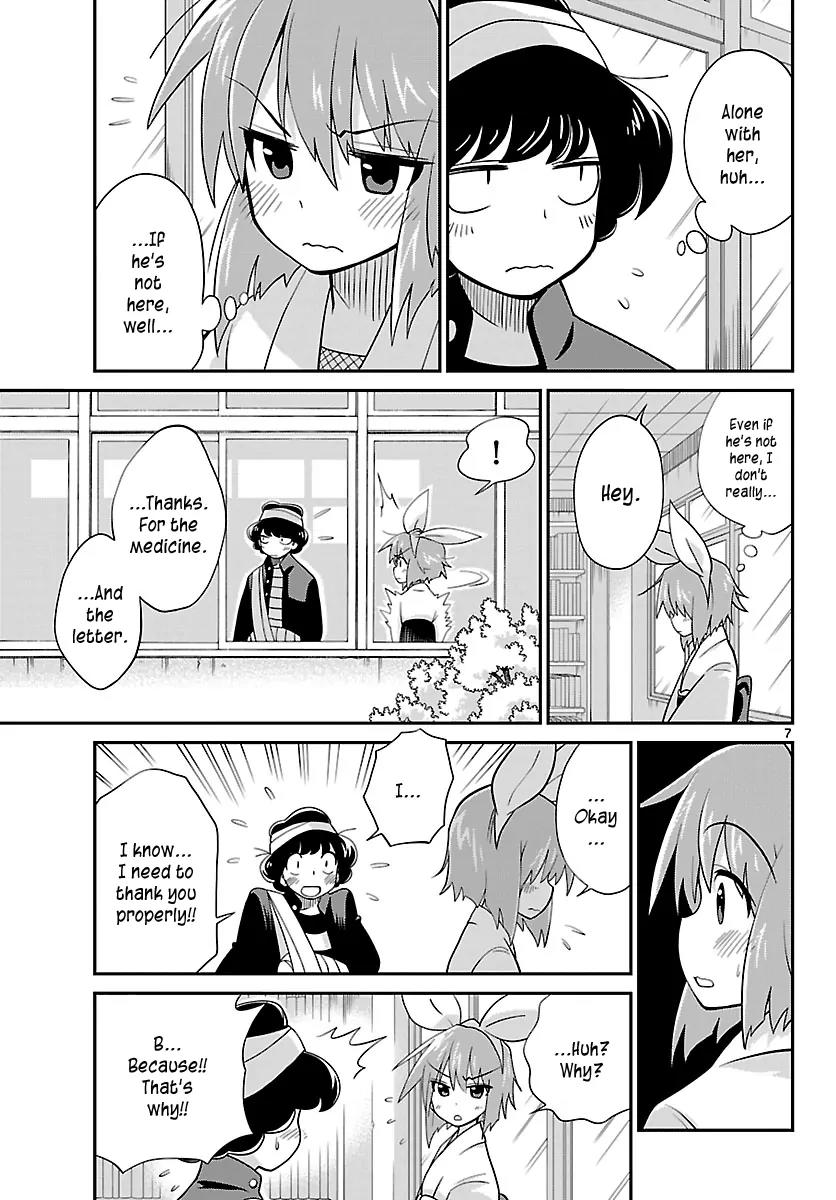 Alone
with
her,
huh...
...If
he's
not
here,
well...
Even if
he's not
here, I
don't
really...
Hey.
!
...Thanks.
For the
Medicine.
...And
the
letter.
7
...
Okay
...
I...
I know...
I need to
thank you
properly!!
...Huh?
Why?
B...
Because!!
That's
why!!